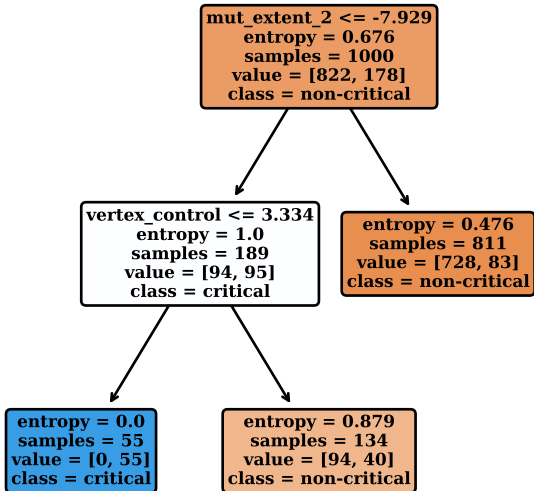 mut_extent_2 <= -7.929
entropy = 0.676
samples = 1000
value = [822, 178]
class = non-critical
vertex_control <= 3.334
entropy = 1.0
samples = 189
value = [94, 95]
class = critical
entropy = 0.476
samples = 811
value = [728, 83]
class = non-critical
entropy = 0.0
samples = 55
value = [0, 55]
class = critical
entropy = 0.879
samples = 134
value = [94, 40]
class = non-critical